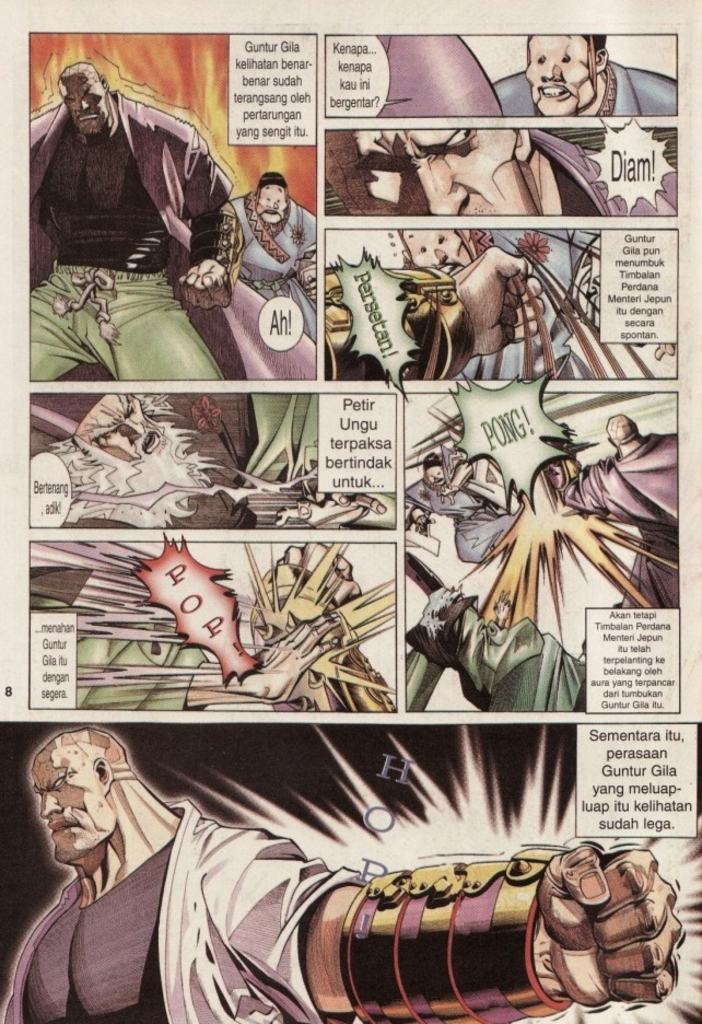 Guntur Gila
kelihatan benar-
benar sudah
terangsang oleh
pertarungan
yang sengit itu.
Ah!
Kenapa...
kenapa
kau ini
bergentar?
Diam!
Persetan!
Guntur
Gila pun
menumbuk
Timbalan
Perdana
Menteri Jepun
itu dengan
secara
spontan.
Bertenang
, adik!
Petir
Ungu
terpaksa
bertindak
untuk...
PONG!
...menahan
Guntur
Gila itu
dengan
segera.
POP!
Akan tetapi
Timbalan Perdana
Menteri Jepun
itu telah
terpelanting ke
belakang oleh
aura yang terpancar
dari tumbukan
Guntur Gila itu.
8
Sementara itu,
perasaan
Guntur Gila
yang meluap-
luap itu kelihatan
sudah lega.
HOP!